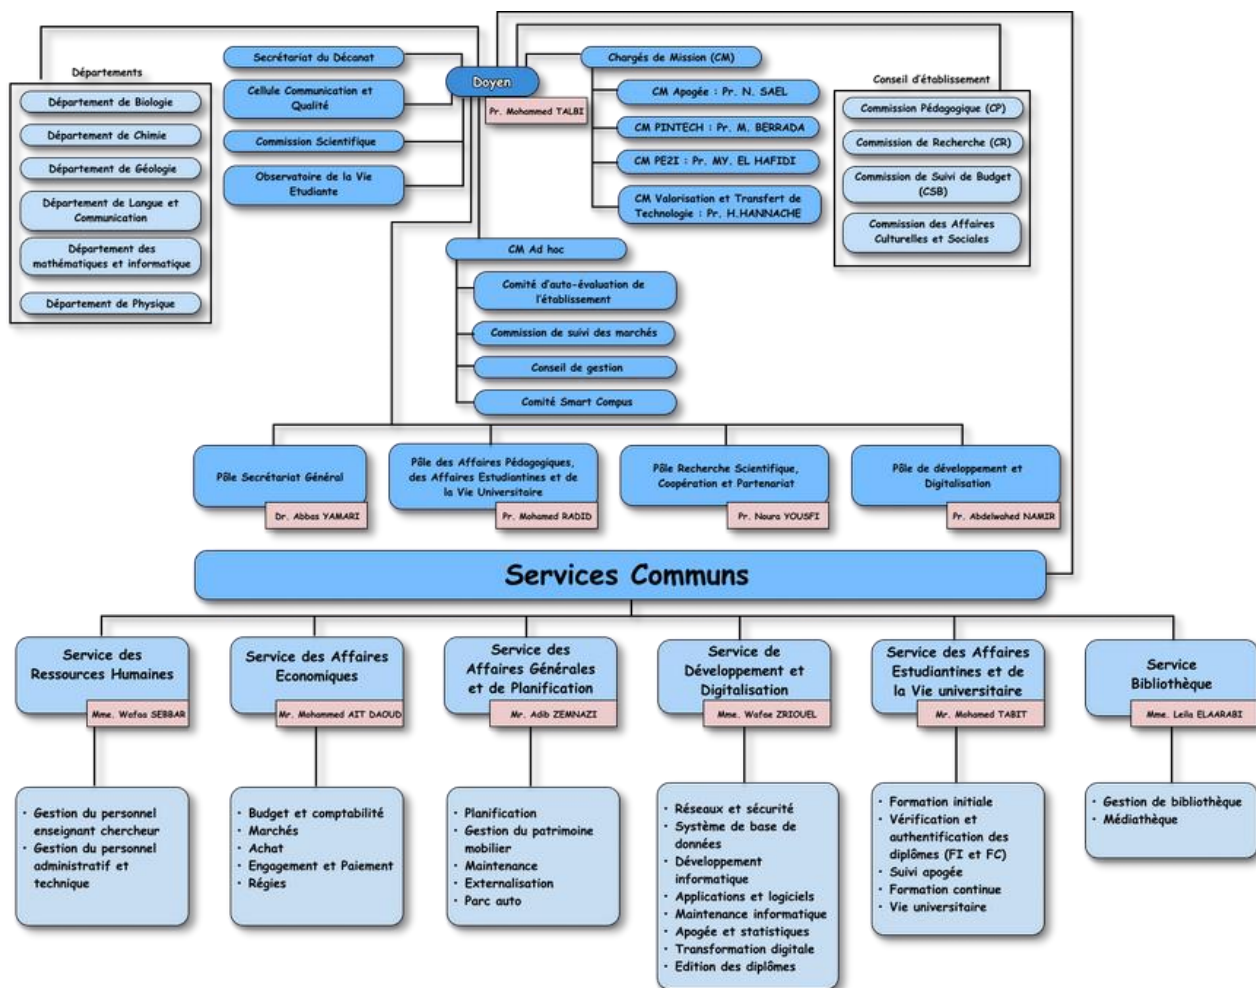 Départements
Département de Biologie
Département de Chimie
Département de Géologie
Département de Langue et
Communication
Département des
mathématiques et informatique
Département de Physique
Secrétariat du Décanat
Cellule Communication et
Qualité
Commission Scientifique
Observatoire de la Vie
Etudiante
Doyen
Pr. Mohammed TALBI
Chargés de Mission (CM)
CM Apogée : Pr. N. SAEL
CM PINTECH : Pr. M. BERRADA
CM PE2I : Pr. MY. EL HAFIDI
CM Valorisation et Transfert de
Technologie : Pr. H.HANNACHE
Conseil d'établissement
Commission Pédagogique (CP)
Commission de Recherche (CR)
Commission de Suivi de Budget
(CSB)
Commission des Affaires
Culturelles et Sociales
CM Ad hoc
Comité d'auto-évaluation de
l'établissement
Commission de suivi des marchés
Conseil de gestion
Comité Smart Compus
Pôle Secrétariat Général
Dr. Abbas YAMARI
Pôle des Affaires Pédagogiques,
des Affaires Estudiantines et de
la Vie Universitaire
Pr. Mohamed RADID
Pôle Recherche Scientifique,
Coopération et Partenariat
Pr. Noura YOUSFI
Pôle de développement et
Digitalisation
Pr. Abdelwahed NAMIR
Services Communs
Service des
Ressources Humaines
Mme. Wafaa SEBBAR
Service des Affaires
Economiques
Mr. Mohammed AIT DAOUD
Service des
Affaires Générales
et de Planification
Mr. Adib ZEMNAZI
Service de
Développement et
Digitalisation
Mme. Wafae ZRIOUEL
Service des Affaires
Estudiantines et de
la Vie universitaire
Mr. Mohamed TABIT
Service
Bibliothèque
Mme. Leila ELAARABI
• Gestion du personnel
enseignant chercheur
• Gestion du personnel
administratif et
technique
• Budget et comptabilité
• Marchés
• Achat
• Engagement et Paiement
• Régies
• Planification
• Gestion du patrimoine
mobilier
• Maintenance
• Externalisation
• Parc auto
• Réseaux et sécurité
• Système de base de
données
• Développement
informatique
• Applications et logiciels
• Maintenance informatique
• Apogée et statistiques
• Transformation digitale
• Edition des diplômes
• Formation initiale
• Vérification et
authentification des
diplômes (FI et FC)
• Suivi apogée
• Formation continue
• Vie universitaire
• Gestion de bibliothèque
• Médiathèque